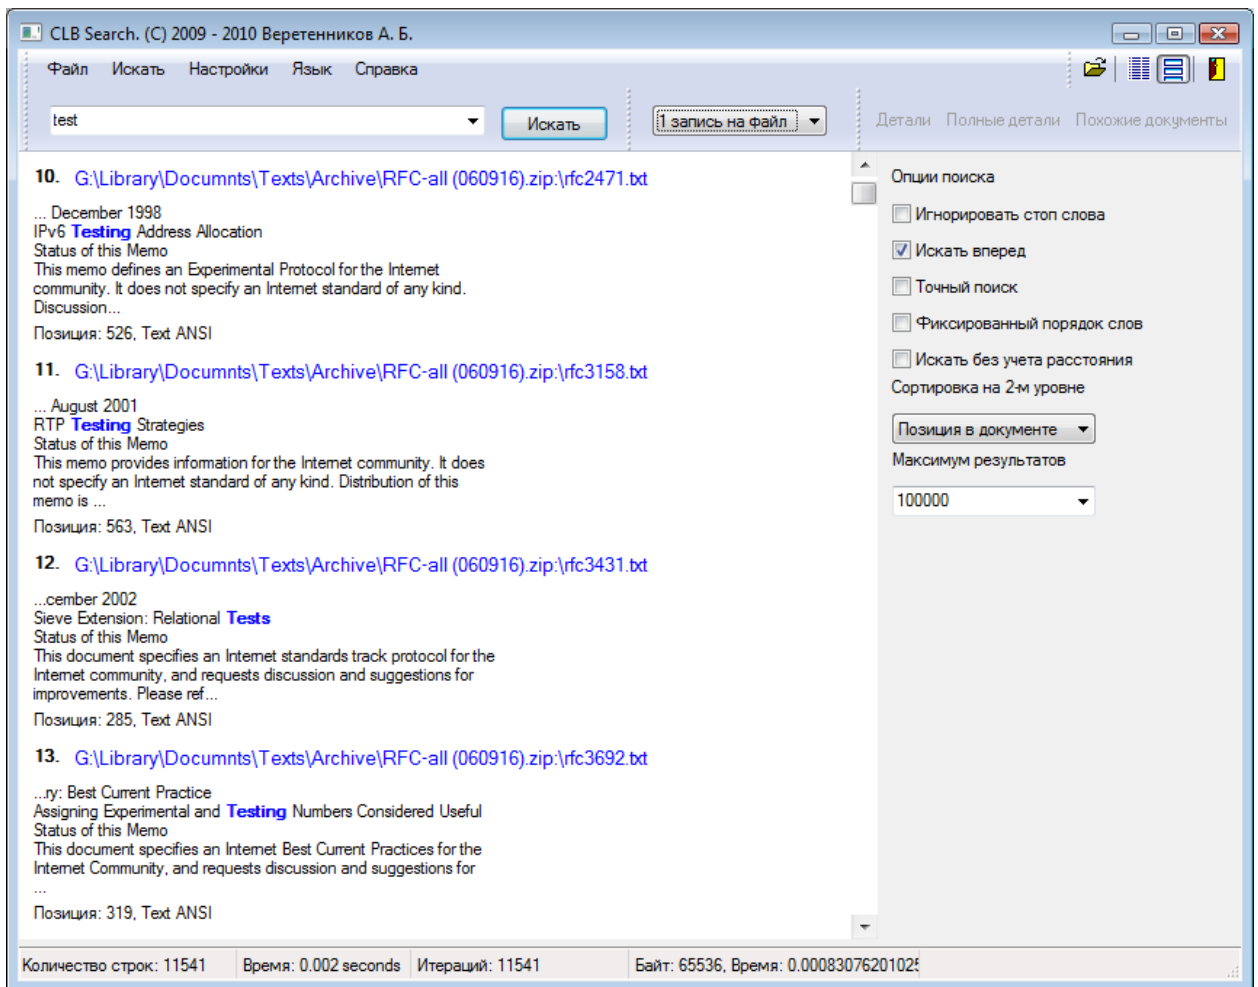 CLB Search. (C) 2009 - 2010 Веретенников А. Б.
Файл Искать Настройки Язык Справка
test Искать 1 запись на файл Детали Полные детали Похожие документы
10. G:\Library\Documnts\Texts\Archive\RFC-all (060916).zip:\rfc2471.txt
... December 1998
IPv6 Testing Address Allocation
Status of this Memo
This memo defines an Experimental Protocol for the Internet
community. It does not specify an Internet standard of any kind.
Discussion...
Позиция: 526, Text ANSI
11. G:\Library\Documnts\Texts\Archive\RFC-all (060916).zip:\rfc3158.txt
... August 2001
RTP Testing Strategies
Status of this Memo
This memo provides information for the Internet community. It does
not specify an Internet standard of any kind. Distribution of this
memo is ...
Позиция: 563, Text ANSI
12. G:\Library\Documnts\Texts\Archive\RFC-all (060916).zip:\rfc3431.txt
...cember 2002
Sieve Extension: Relational Tests
Status of this Memo
This document specifies an Internet standards track protocol for the
Internet community, and requests discussion and suggestions for
improvements. Please ref...
Позиция: 285, Text ANSI
13. G:\Library\Documnts\Texts\Archive\RFC-all (060916).zip:\rfc3692.txt
...ry: Best Current Practice
Assigning Experimental and Testing Numbers Considered Useful
Status of this Memo
This document specifies an Internet Best Current Practices for the
Internet Community, and requests discussion and suggestions for
...
Позиция: 319, Text ANSI
Опции поиска
Игнорировать стоп слова
Искать вперед
Точный поиск
Фиксированный порядок слов
Искать без учета расстояния
Сортировка на 2-м уровне
Позиция в документе
Максимум результатов
100000
Количество строк: 11541 Время: 0.002 seconds Итераций: 11541 Байт: 65536, Время: 0.00083076201025